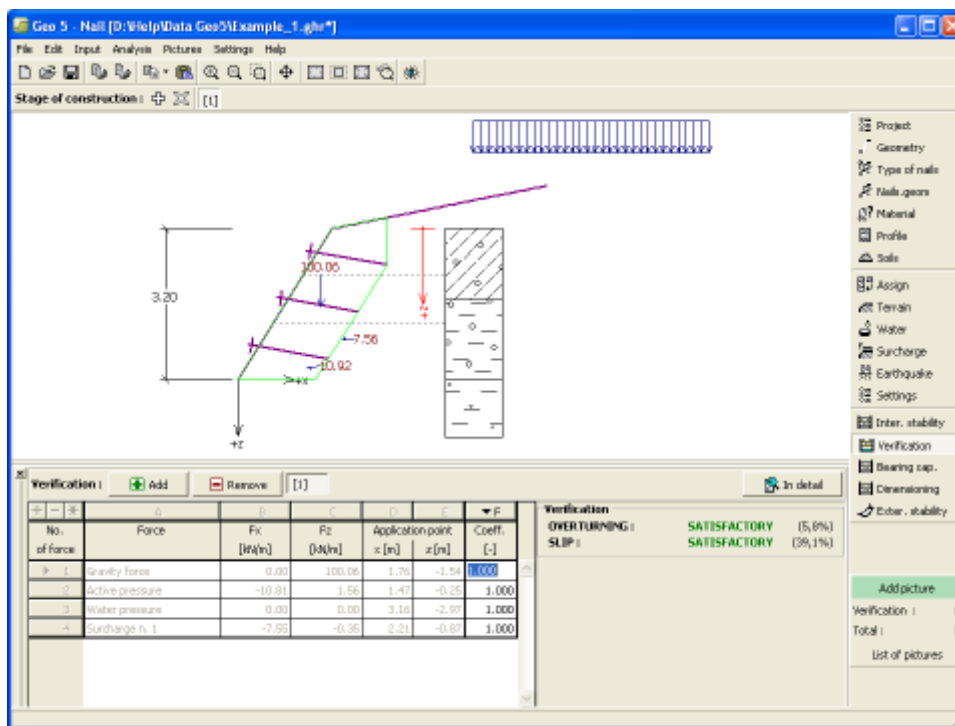 Geo 5 - Nail [D:\Help\Data Geo5\Example_1.ghr*]
File Edit Input Analysis Pictures Settings Help
Stage of construction : [1]
3.20
100.06
7.56
10.92
+x
+z
+z
Project
Geometry
Type of nails
Nails.geom
Material
Profile
Soils
Assign
Terrain
Water
Surcharge
Earthquake
Settings
Inter. stability
Verification
Bearing cap.
Dimensioning
Exter. stability
Verification : Add Remove [1] In detail
A B C D E F
No. Force Fx Fz Application point Coeff.
of force [kN/m] [kN/m] x [m] z [m] [-]
1 Gravity force 0.00 100.06 1.76 -1.54 1.000
2 Active pressure -10.81 1.56 1.47 -0.25 1.000
3 Water pressure 0.00 0.00 3.16 -2.97 1.000
4 Surcharge n. 1 -7.55 -0.35 2.21 -0.87 1.000
Verification
OVERTURNING : SATISFACTORY (5,8%)
SLIP : SATISFACTORY (39,1%)
Add picture
Verification :
Total :
List of pictures